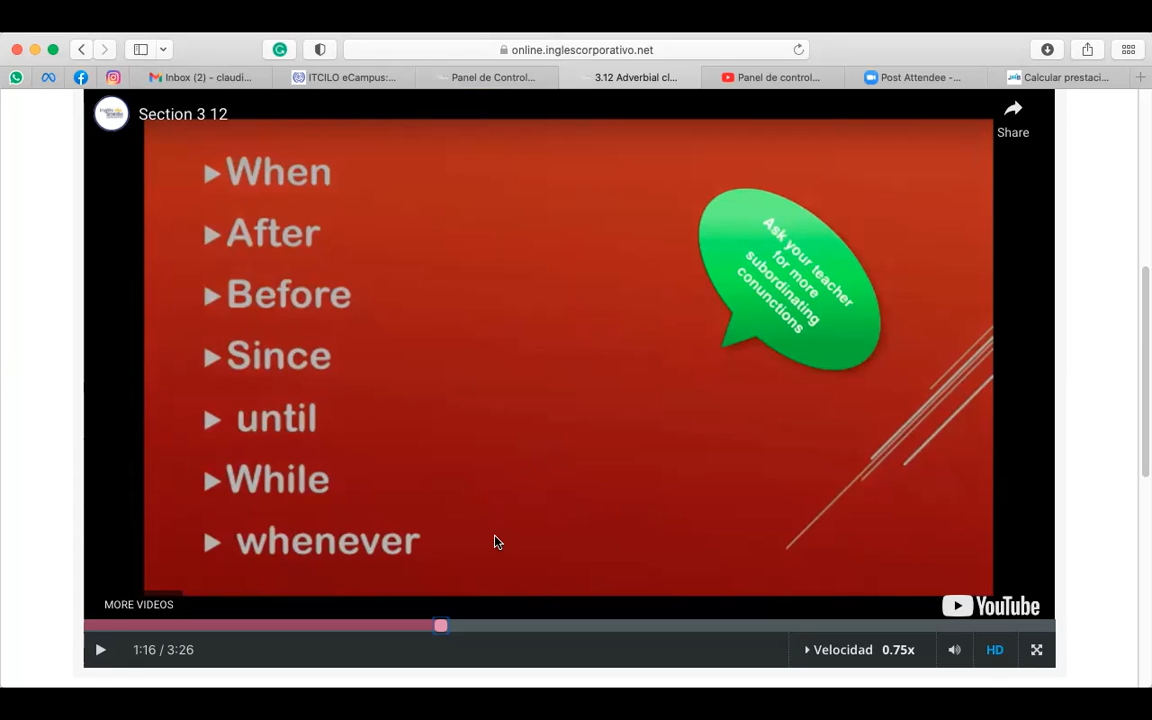 online.inglescorporativo.net
Inbox (2) – claudi...
ITCILO eCampus:...
Panel de Control...
3.12 Adverbial cl...
Panel de control...
Post Attendee -...
Calcular prestaci...
Section 3 12
Share
When
After
Before
Since
until
While
whenever
Ask your teacher
for more
subordinating
conunctions
MORE VIDEOS
YouTube
1:16 / 3:26
Velocidad 0.75x
HD